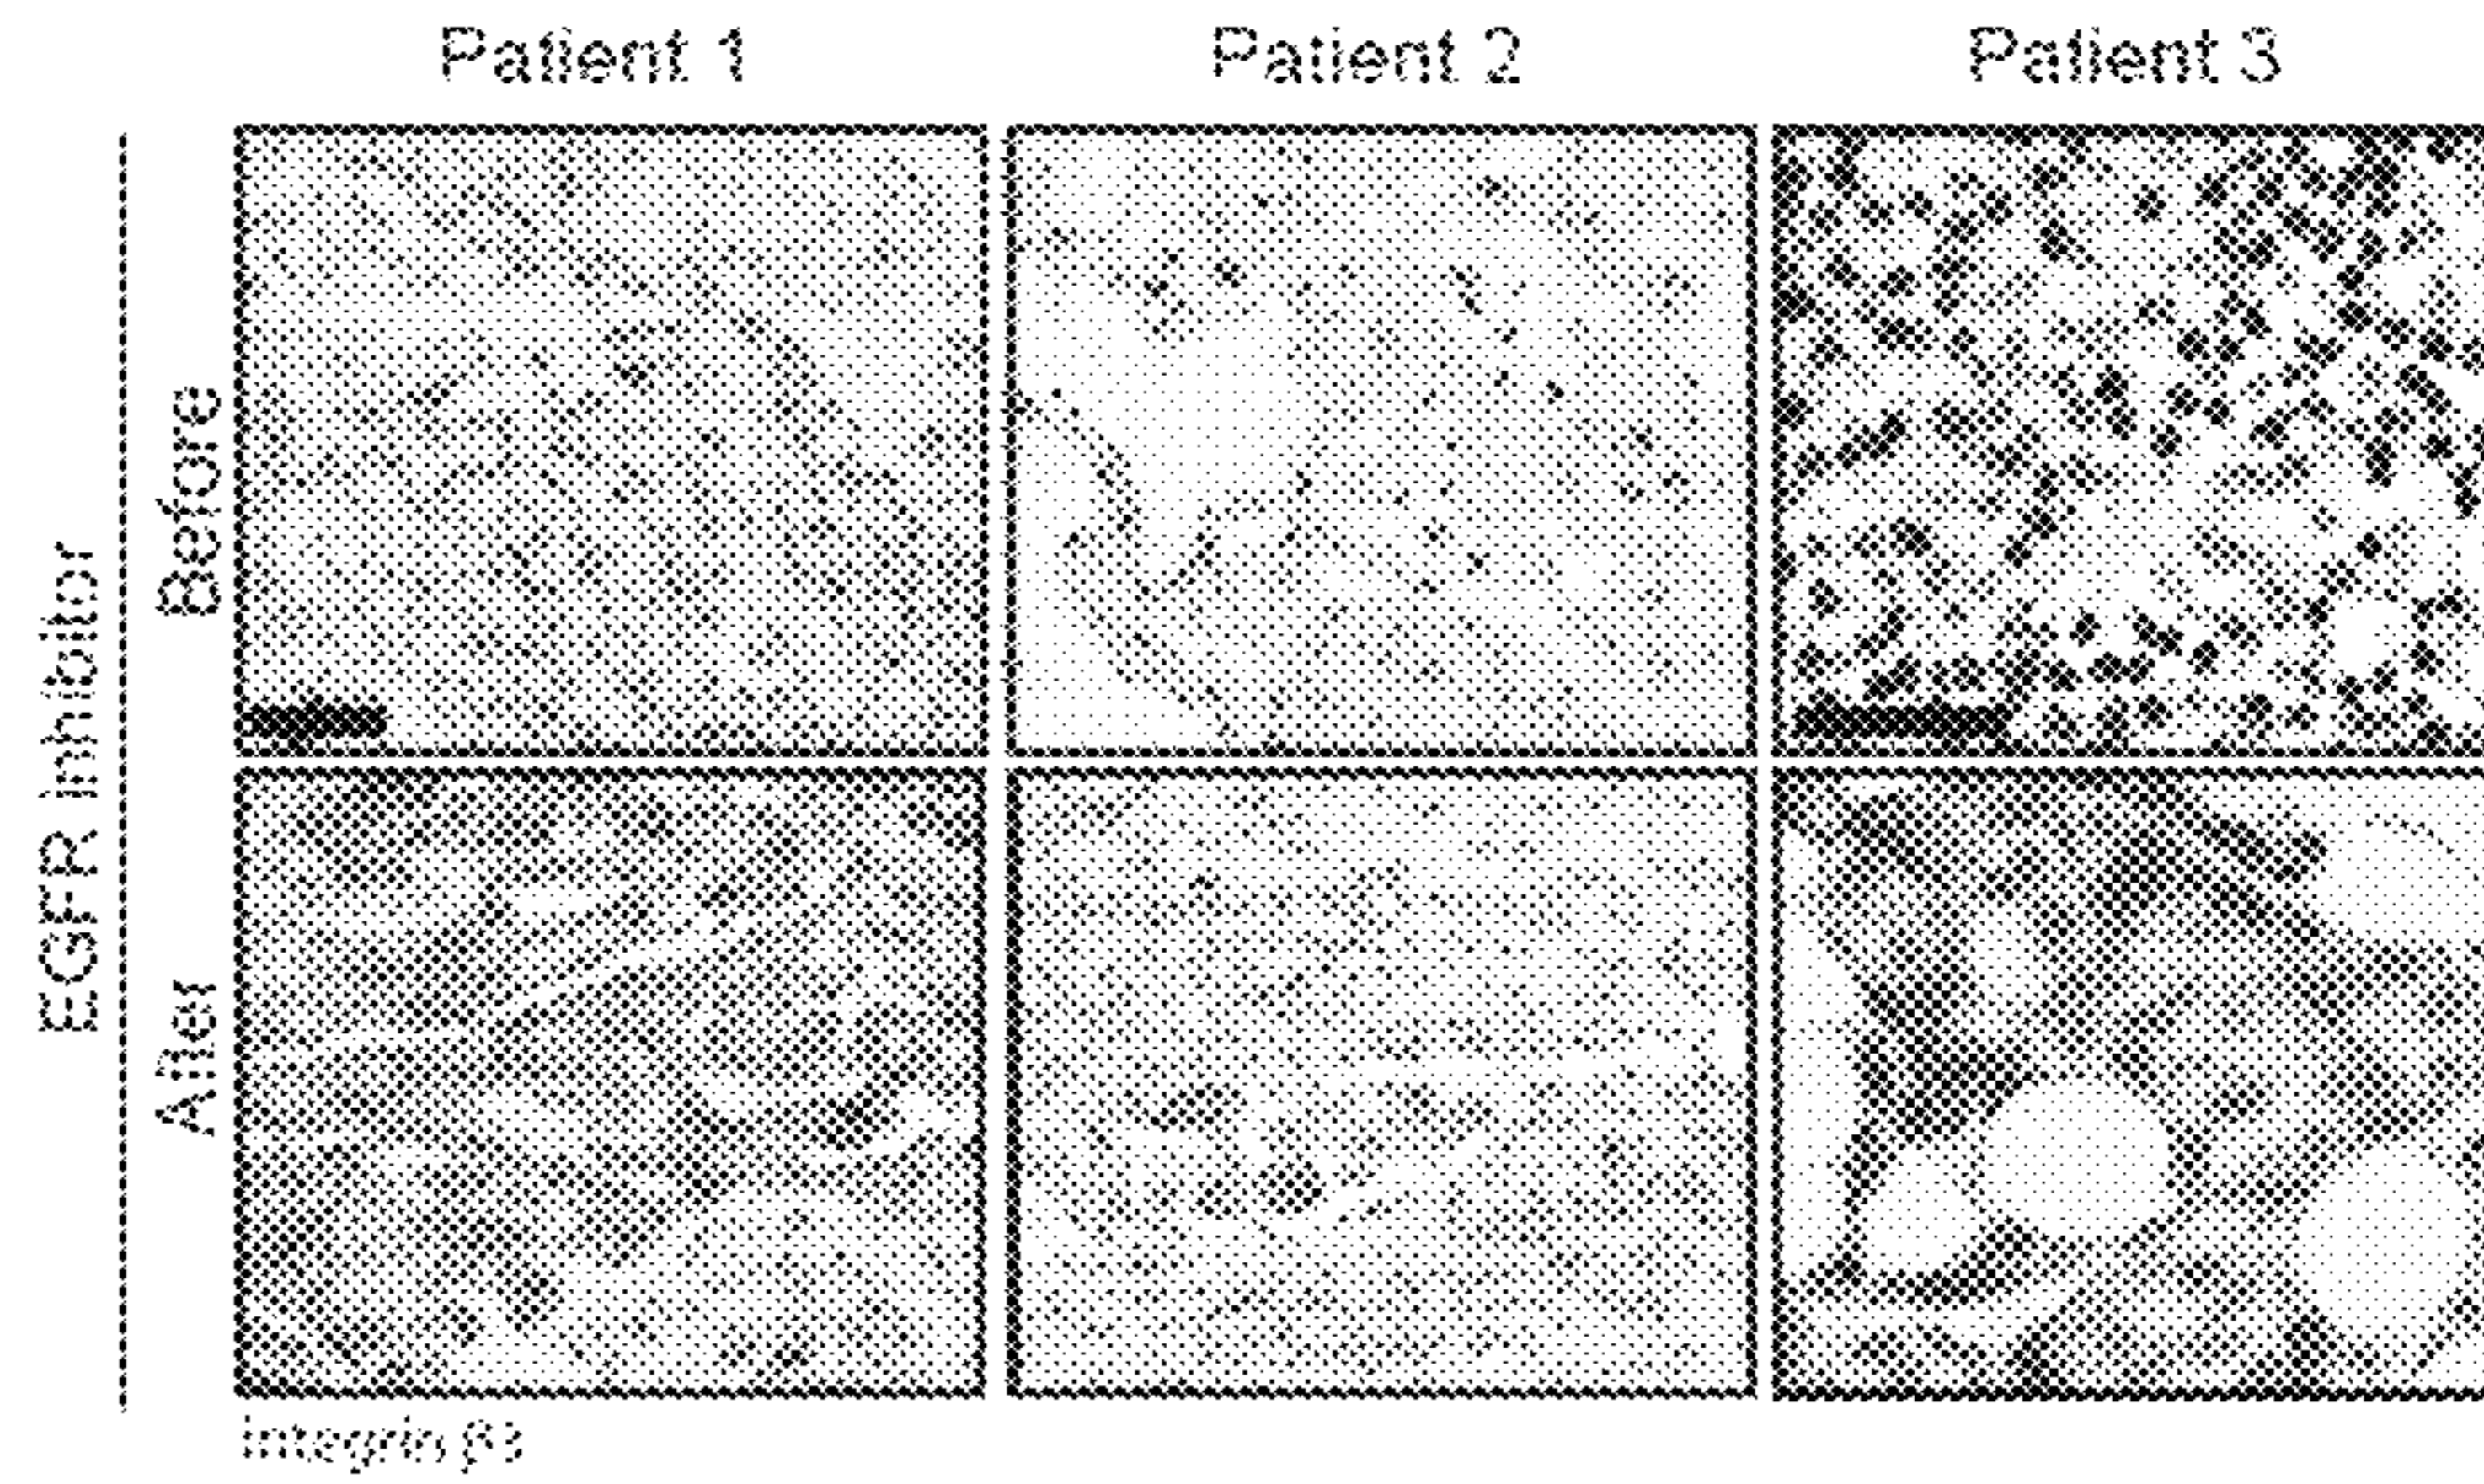 Patient 1 Patient 2 Patient 3
EGFR inhibitor
Before
After
integrin β3